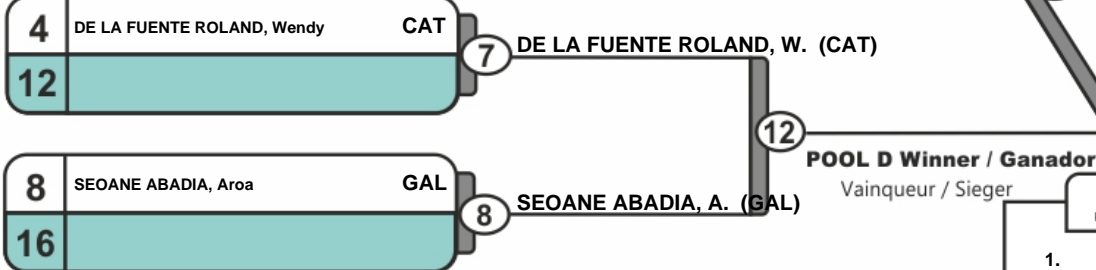 4 DE LA FUENTE ROLAND, Wendy CAT
12
7 DE LA FUENTE ROLAND, W. (CAT)
12
POOL D Winner / Ganador
Vainqueur / Sieger
8 SEOANE ABADIA, Aroa GAL
16
8 SEOANE ABADIA, A. (GAL)
1.